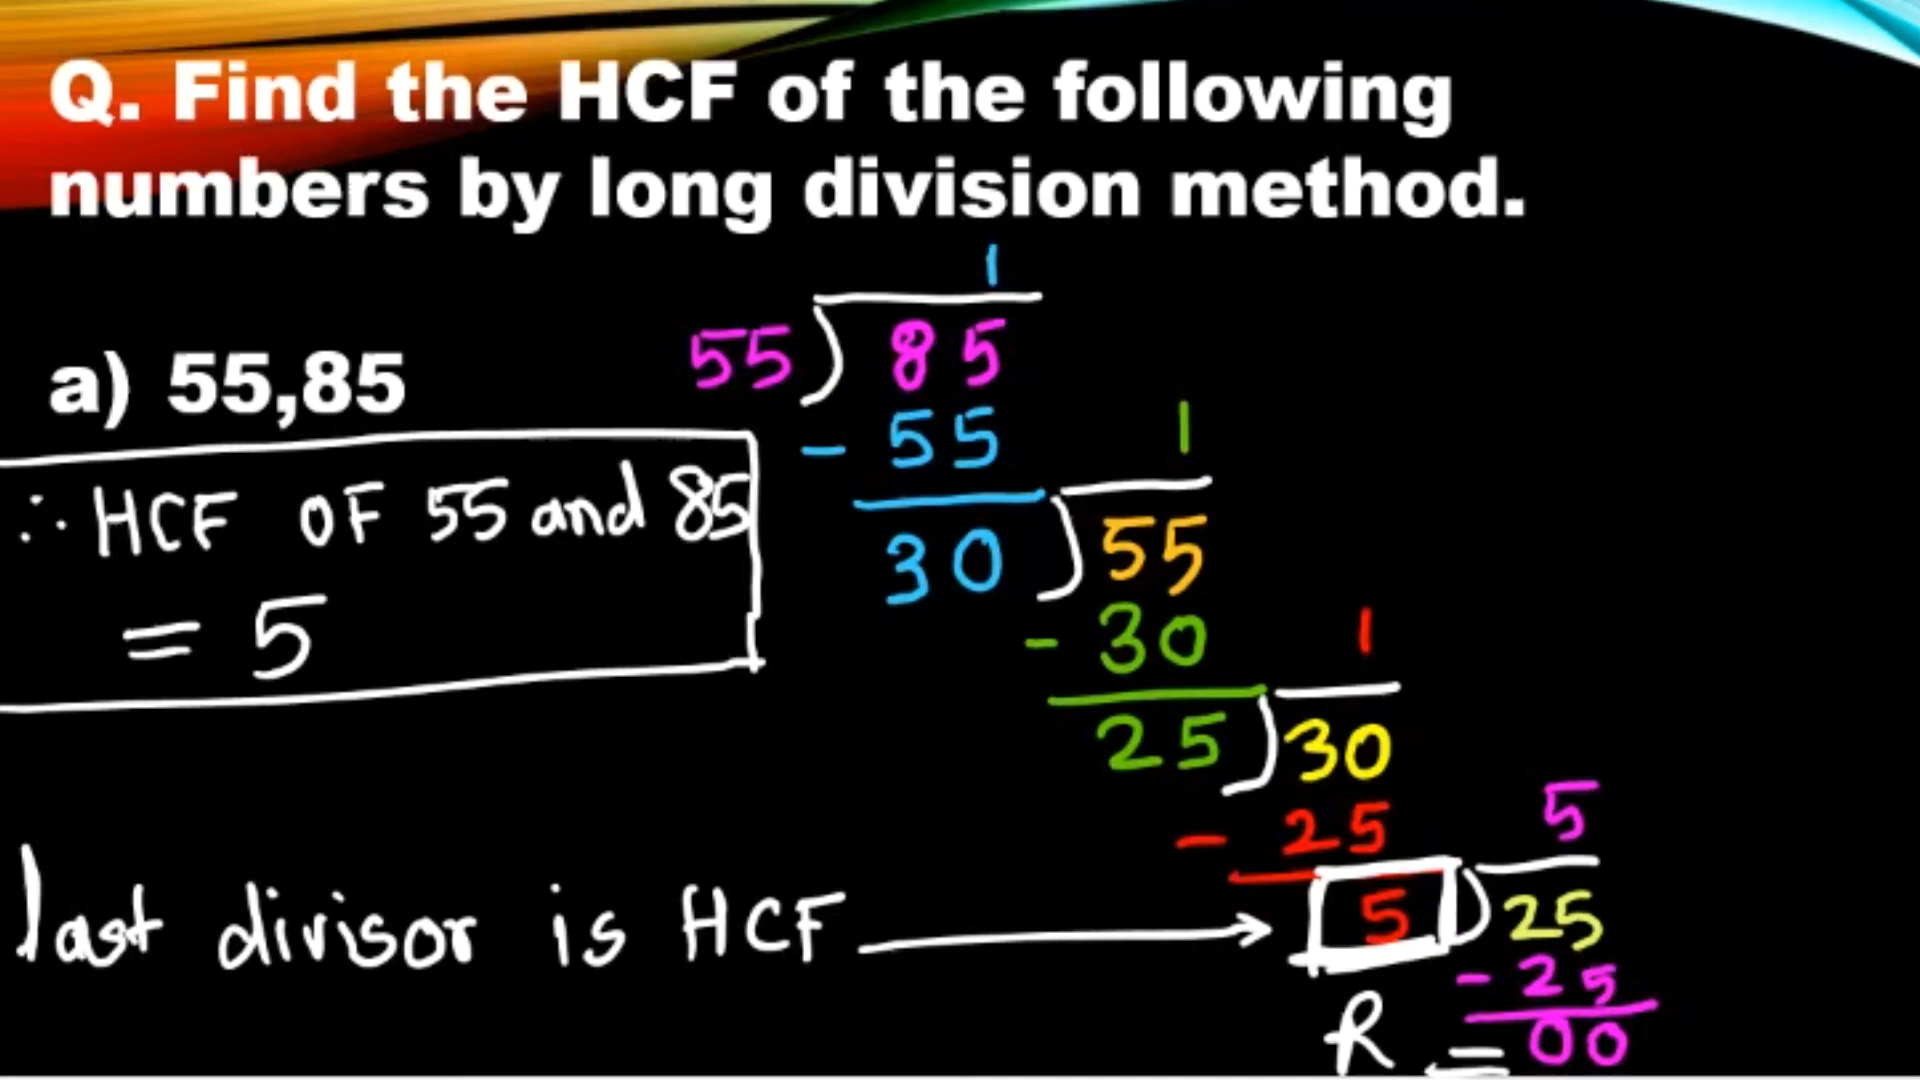 Q. Find the HCF of the following
numbers by long division method.
1
55 ) 85
a) 55,85
- 55
1
∴ HCF OF 55 and 85
30 ) 55
= 5
- 30
1
25 ) 30
- 25
5
last divisor is HCF → 5 ) 25
- 25
R = 00